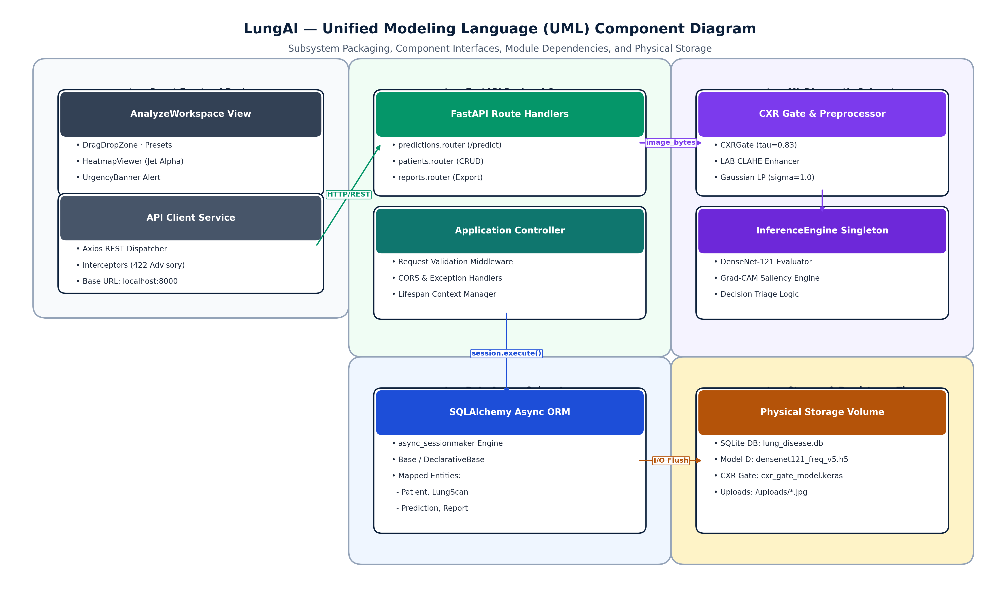 LungAI — Unified Modeling Language (UML) Component Diagram
Subsystem Packaging, Component Interfaces, Module Dependencies, and Physical Storage
AnalyzeWorkspace View
• DragDropZone · Presets
• HeatmapViewer (Jet Alpha)
• UrgencyBanner Alert
API Client Service
• Axios REST Dispatcher
• Interceptors (422 Advisory)
• Base URL: localhost:8000
HTTP/REST
FastAPI Route Handlers
• predictions.router (/predict)
• patients.router (CRUD)
• reports.router (Export)
image_bytes
Application Controller
• Request Validation Middleware
• CORS & Exception Handlers
• Lifespan Context Manager
CXR Gate & Preprocessor
• CXRGate (tau=0.83)
• LAB CLAHE Enhancer
• Gaussian LP (sigma=1.0)
InferenceEngine Singleton
• DenseNet-121 Evaluator
• Grad-CAM Saliency Engine
• Decision Triage Logic
session.execute()
SQLAlchemy Async ORM
• async_sessionmaker Engine
• Base / DeclarativeBase
• Mapped Entities:
- Patient, LungScan
- Prediction, Report
I/O Flush
Physical Storage Volume
• SQLite DB: lung_disease.db
• Model D: densenet121_freq_v5.h5
• CXR Gate: cxr_gate_model.keras
• Uploads: /uploads/*.jpg